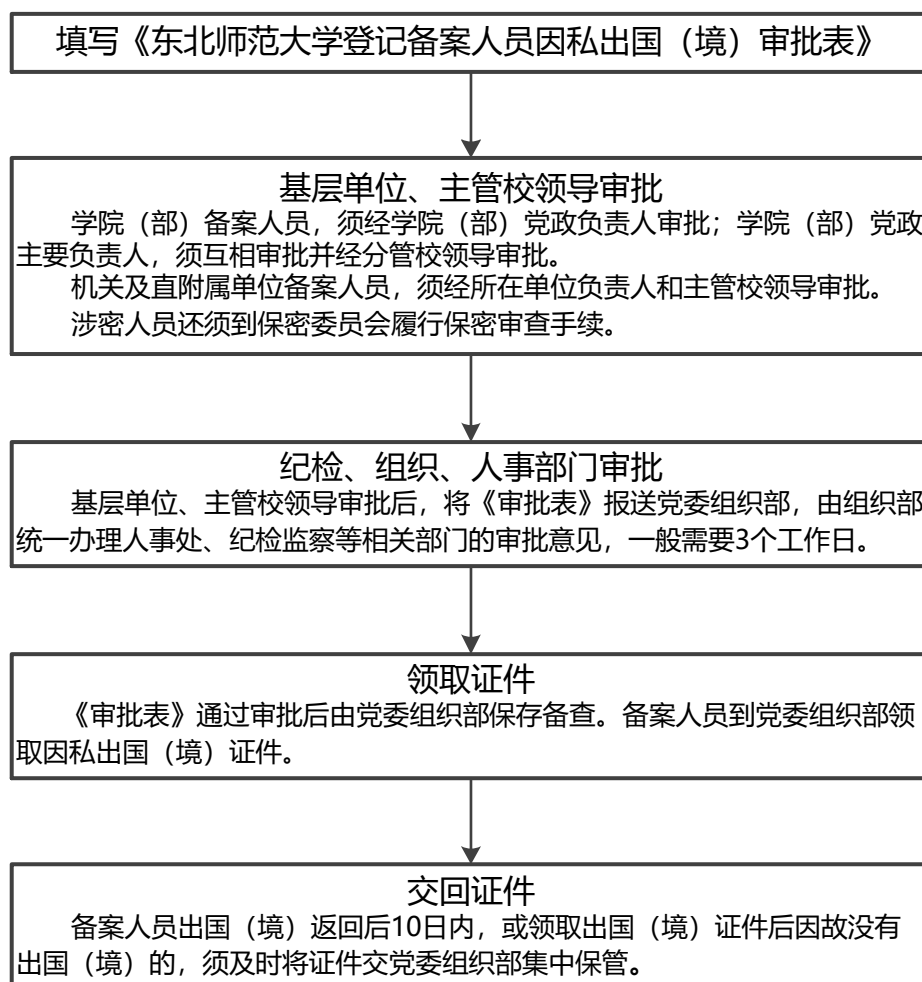 填写《东北师范大学登记备案人员因私出国（境）审批表》
基层单位、主管校领导审批
学院（部）备案人员，须经学院（部）党政负责人审批；学院（部）党政
主要负责人，须互相审批并经分管校领导审批。
机关及直附属单位备案人员，须经所在单位负责人和主管校领导审批。
涉密人员还须到保密委员会履行保密审查手续。
纪检、组织、人事部门审批
基层单位、主管校领导审批后，将《审批表》报送党委组织部，由组织部
统一办理人事处、纪检监察等相关部门的审批意见，一般需要3个工作日。
领取证件
《审批表》通过审批后由党委组织部保存备查。备案人员到党委组织部领
取因私出国（境）证件。
交回证件
备案人员出国（境）返回后10日内，或领取出国（境）证件后因故没有
出国（境）的，须及时将证件交党委组织部集中保管。